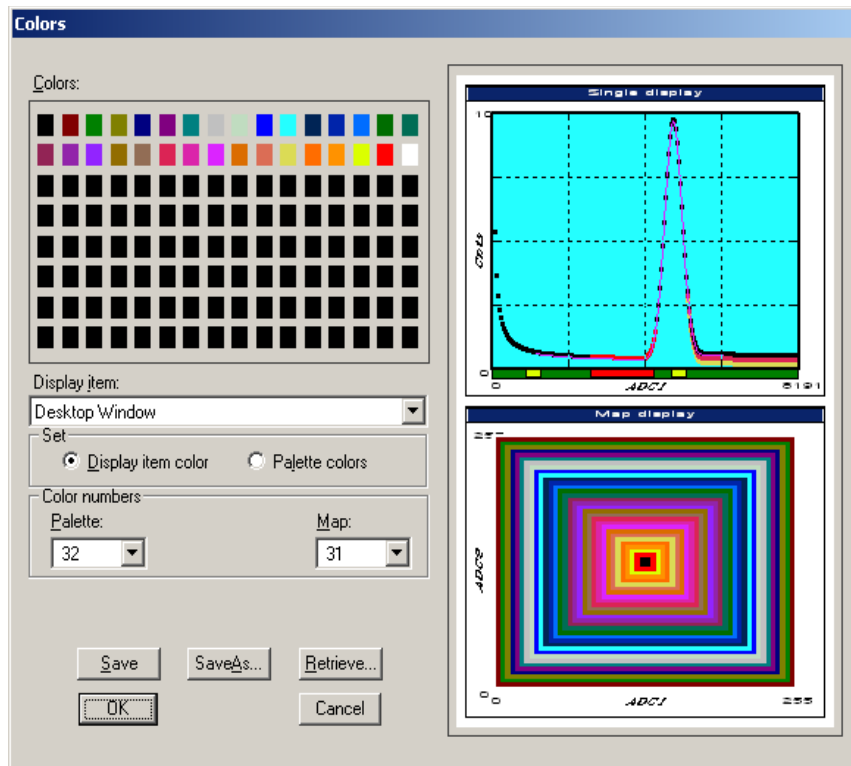 Colors
Colors:
Display item:
Desktop Window
Set
Display item color
Palette colors
Color numbers
Palette:
Map:
32
31
Save
SaveAs...
Retrieve...
OK
Cancel
Single display
10
Cnts
0
0
ADC1
8191
Map display
ADC2
0
0
ADC1
255